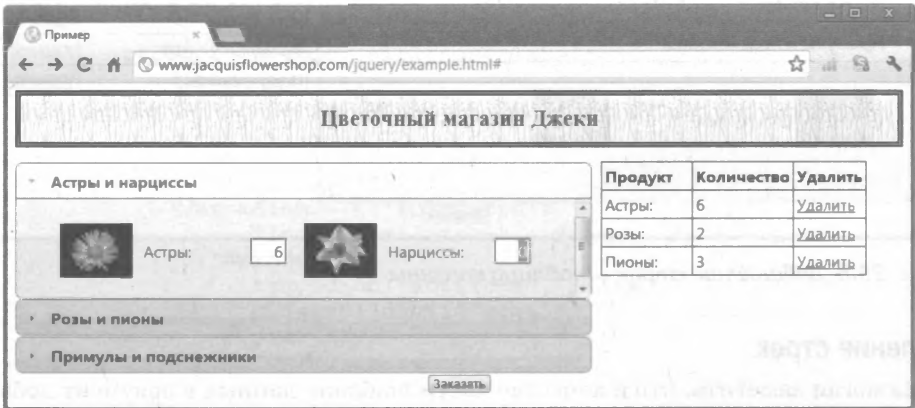 Пример
www.jacquisflowershop.com/jquery/example.html#
Цветочный магазин Джеки
Астры и нарциссы
Астры: 6 Нарциссы:
Розы и пионы
Примулы и подснежники
Заказать
Продукт Количество Удалить
Астры: 6 Удалить
Розы: 2 Удалить
Пионы: 3 Удалить